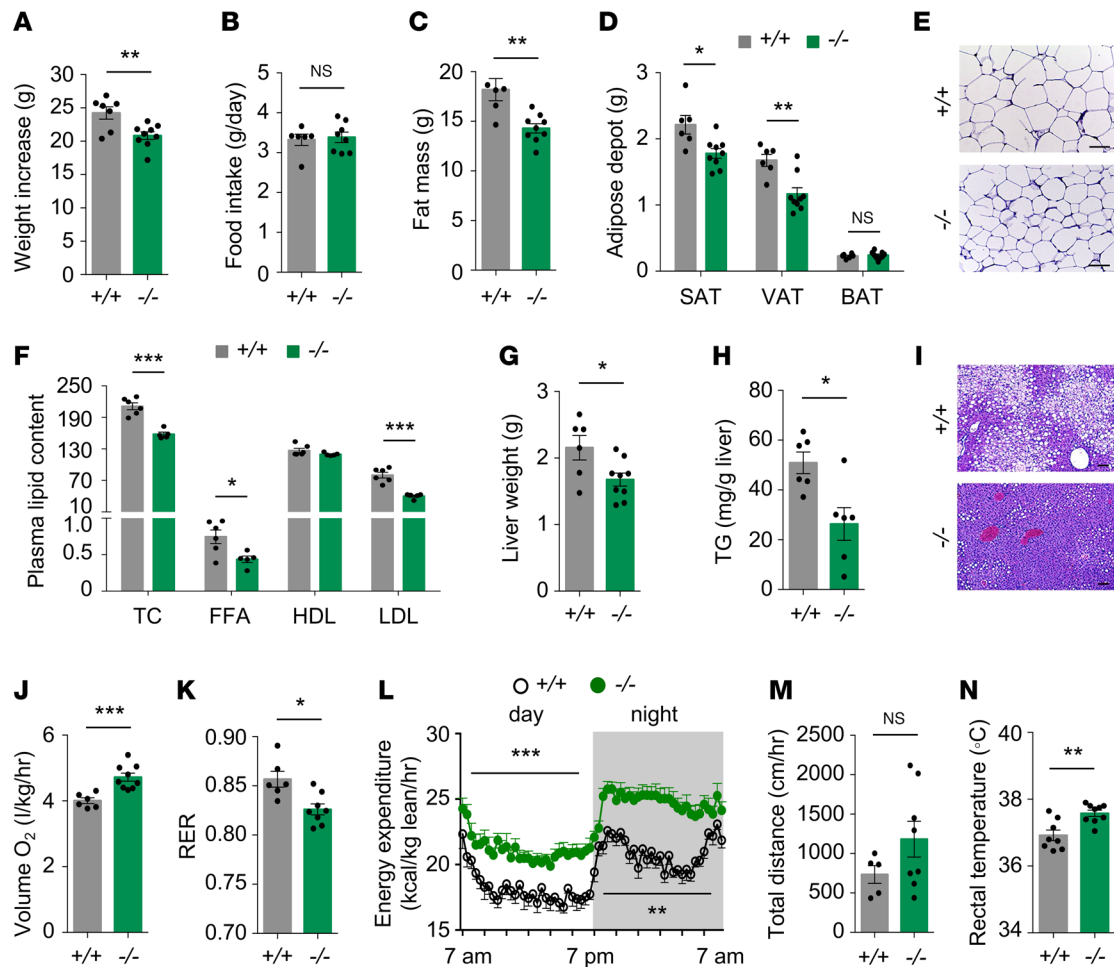 A
Weight increase (g)
30
25
20
15
10
5
0
**
+/+
-/-
B
Food intake (g/day)
5
4
3
2
1
0
NS
+/+
-/-
C
Fat mass (g)
20
15
10
5
0
**
+/+
-/-
D
+/+
-/-
Adipose depot (g)
3
2
1
0
*
**
NS
SAT
VAT
BAT
E
+/+
-/-
F
+/+
-/-
Plasma lipid content
250
190
130
70
10
1.0
0.5
0
***
*
***
TC
FFA
HDL
LDL
G
Liver weight (g)
3
2
1
0
*
+/+
-/-
H
TG (mg/g liver)
80
60
40
20
0
*
+/+
-/-
I
+/+
-/-
J
Volume O₂ (l/kg/hr)
6
4
2
0
***
+/+
-/-
K
RER
0.90
0.85
0.80
0.75
0.70
*
+/+
-/-
L
+/+
-/-
day
night
Energy expenditure
(kcal/kg lean/hr)
30
25
20
15
***
**
7 am
7 pm
7 am
M
Total distance (cm/hr)
2500
2000
1500
1000
500
0
NS
+/+
-/-
N
Rectal temperature (°C)
40
38
36
34
**
+/+
-/-